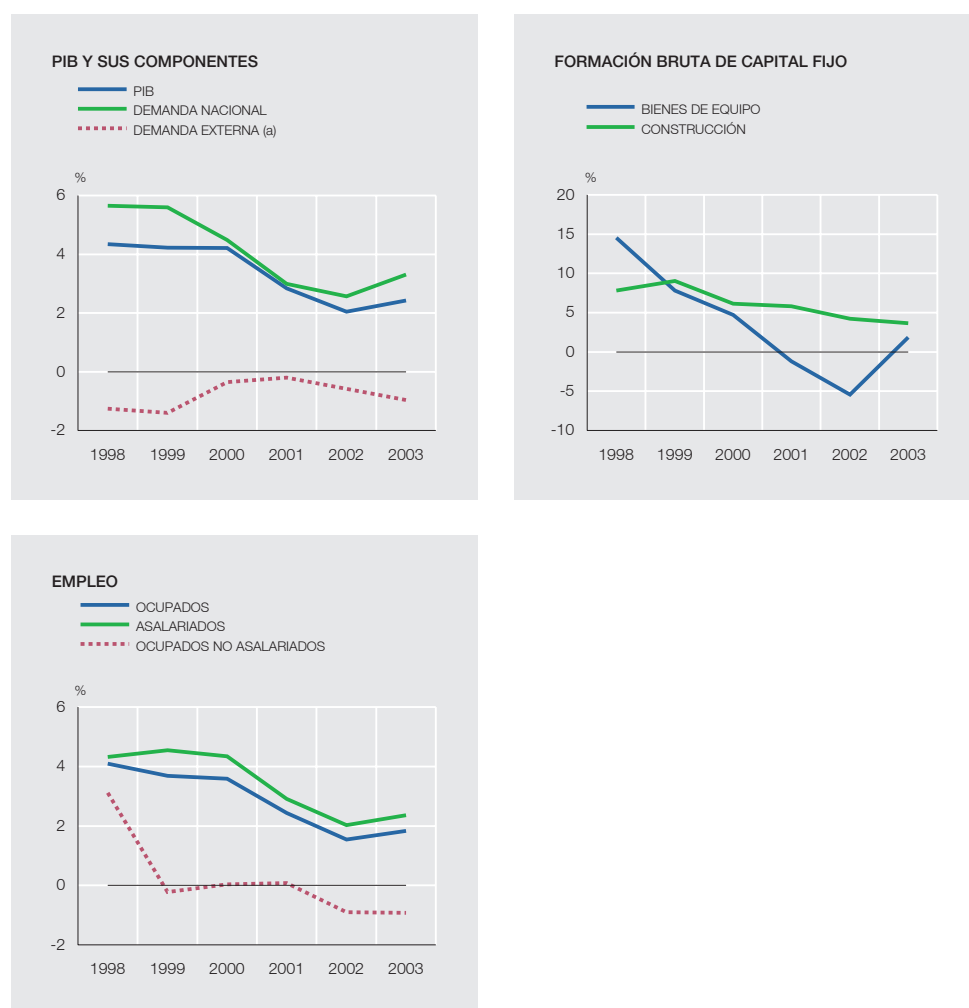 PIB Y SUS COMPONENTES
PIB
DEMANDA NACIONAL
DEMANDA EXTERNA (a)
%
6
4
2
0
-2
1998 1999 2000 2001 2002 2003
FORMACIÓN BRUTA DE CAPITAL FIJO
BIENES DE EQUIPO
CONSTRUCCIÓN
%
20
15
10
5
0
-5
-10
1998 1999 2000 2001 2002 2003
EMPLEO
OCUPADOS
ASALARIADOS
OCUPADOS NO ASALARIADOS
%
6
4
2
0
-2
1998 1999 2000 2001 2002 2003